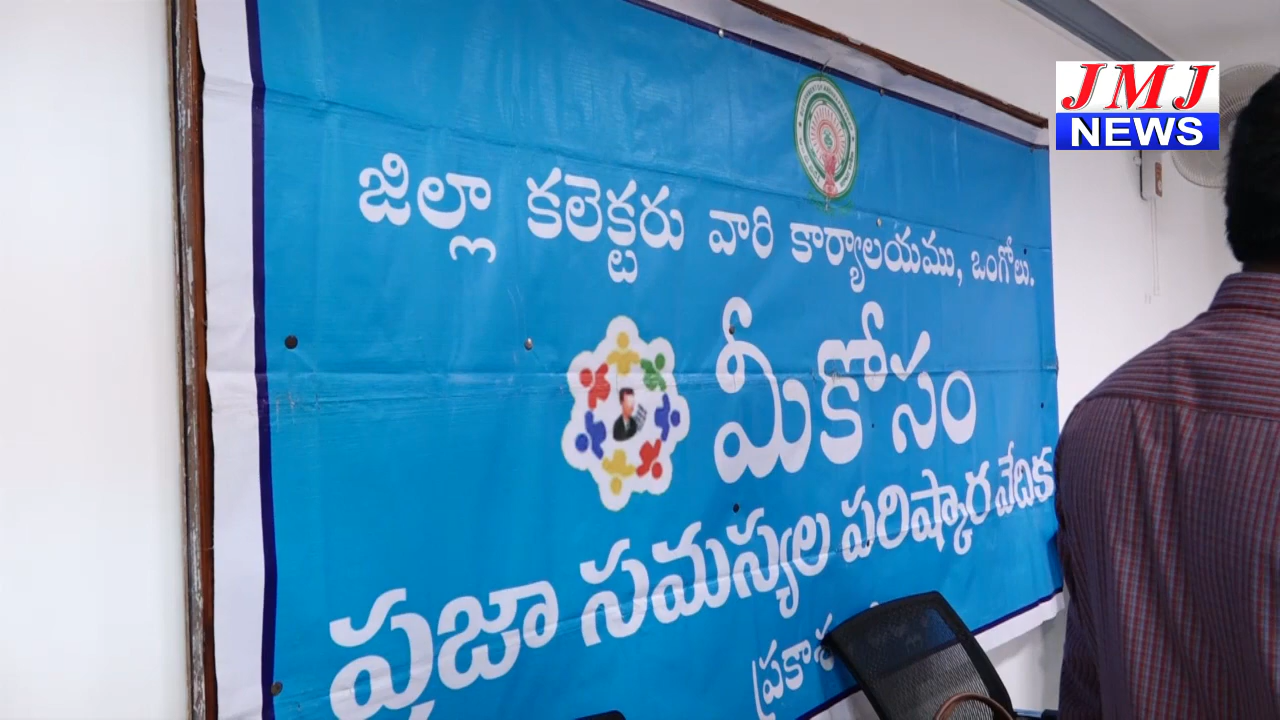 JMJ
NEWS
జిల్లా కలెక్టరు వారి కార్యాలయము, ఒంగోలు.
మీకోసం
ప్రజా సమస్యల పరిష్కార వేదిక